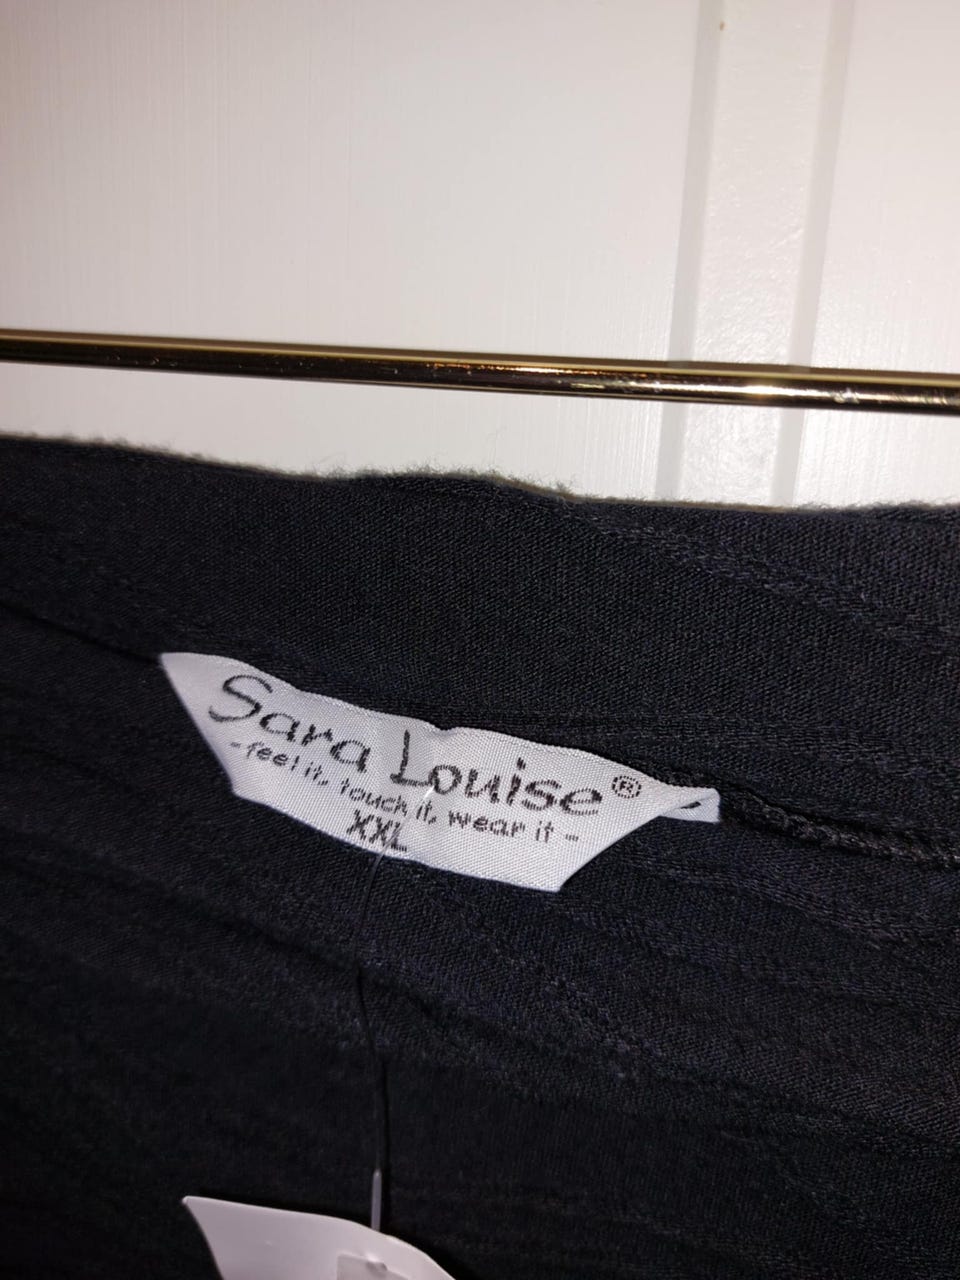 Sara Louise®
-feel it, touch it, wear it -
XXL